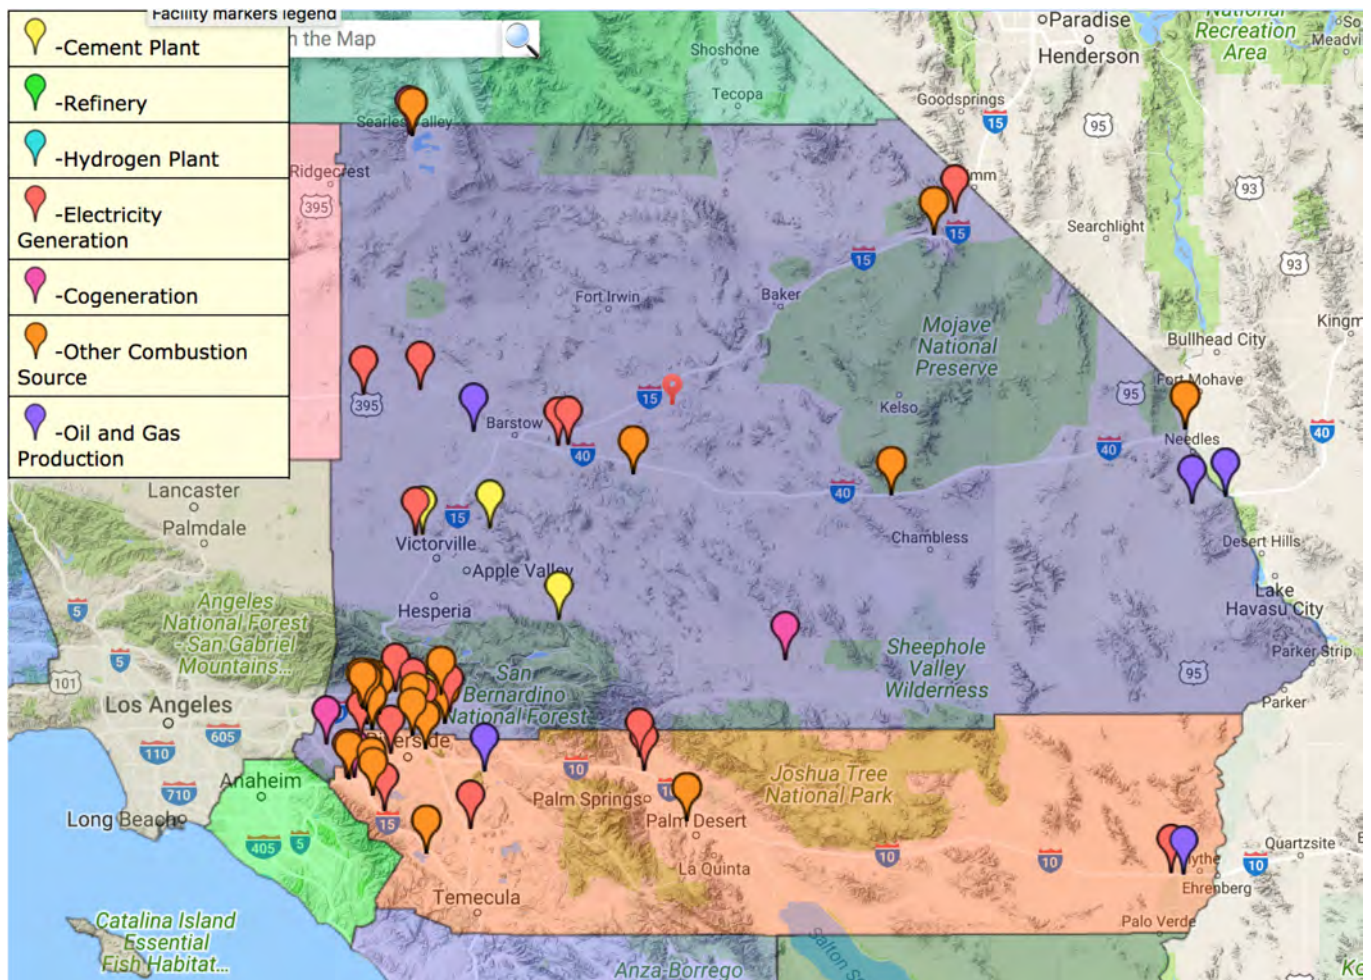 Facility markers legend
-Cement Plant
-Refinery
-Hydrogen Plant
-Electricity
Generation
-Cogeneration
-Other Combustion
Source
-Oil and Gas
Production
n the Map
Shoshone
Tecopa
Searles Valley
Ridgecrest
395
Paradise
Henderson
National
Recreation
Area
So
Meadvi
Goodsprings
15
95
93
mm
15
Searchlight
93
15
Fort Irwin
Baker
Mojave
National
Preserve
Kingm
Bullhead City
Fort Mohave
95
395
15
Kelso
Barstow
40
40
Needles
40
40
Lancaster
Palmdale
15
Victorville
Apple Valley
Hesperia
Chambless
Desert Hills
Lake
Havasu City
Parker Strip
Parker
95
5
Angeles
National Forest
- San Gabriel
Mountains...
5
101
Los Angeles
605
110
710
Long Beach
Anaheim
405
5
San
Bernardino
National Forest
Sheephole
Valley
Wilderness
Riverside
10
Palm Springs
10
Palm Desert
La Quinta
Joshua Tree
National Park
15
Temecula
10
10
ythe
Ehrenberg
10
Quartzsite
Palo Verde
Catalina Island
Essential
Fish Habitat...
Anza-Borrego
Salton S
Ko